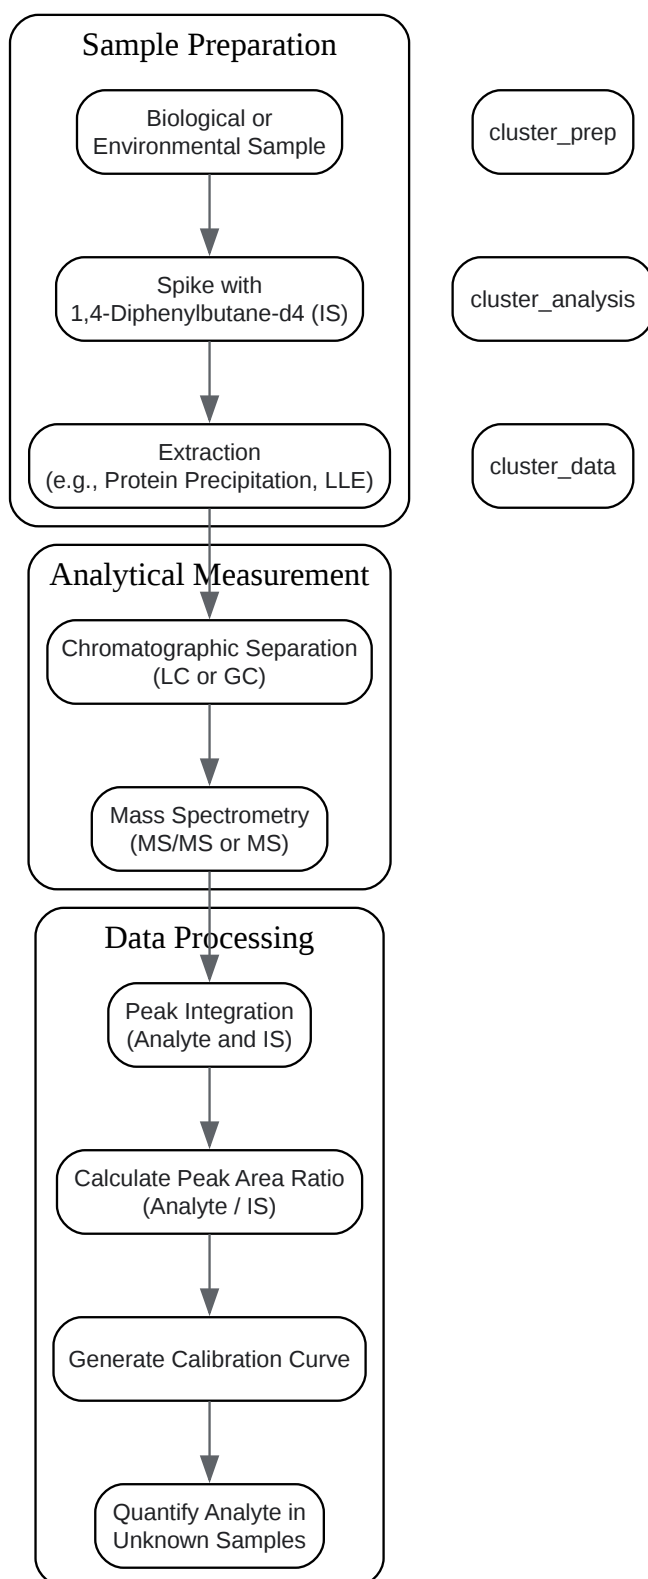 Sample Preparation
Biological or
Environmental Sample
cluster_prep
Spike with
1,4-Diphenylbutane-d4 (IS)
cluster_analysis
Extraction
(e.g., Protein Precipitation, LLE)
cluster_data
Analytical Measurement
Chromatographic Separation
(LC or GC)
Mass Spectrometry
(MS/MS or MS)
Data Processing
Peak Integration
(Analyte and IS)
Calculate Peak Area Ratio
(Analyte / IS)
Generate Calibration Curve
Quantify Analyte in
Unknown Samples